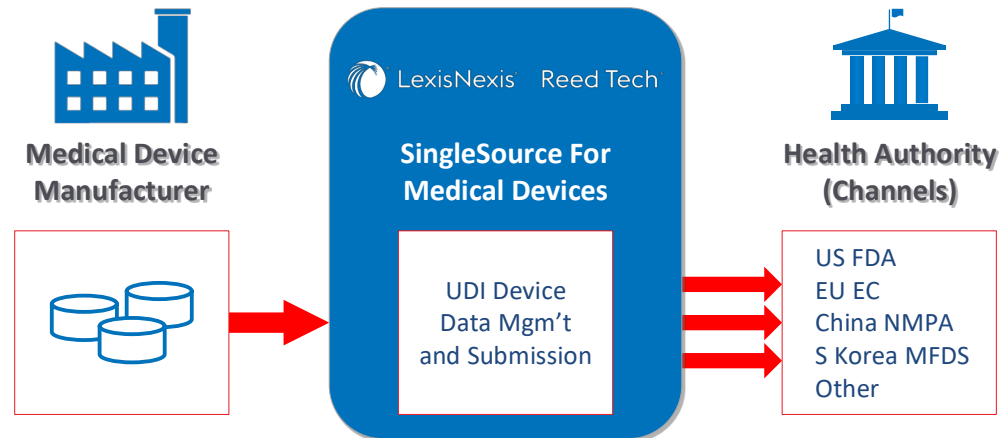 LexisNexis Reed Tech
Medical Device
Manufacturer
SingleSource For
Medical Devices
Health Authority
(Channels)
UDI Device
Data Mgm’t
and Submission
US FDA
EU EC
China NMPA
S Korea MFDS
Other